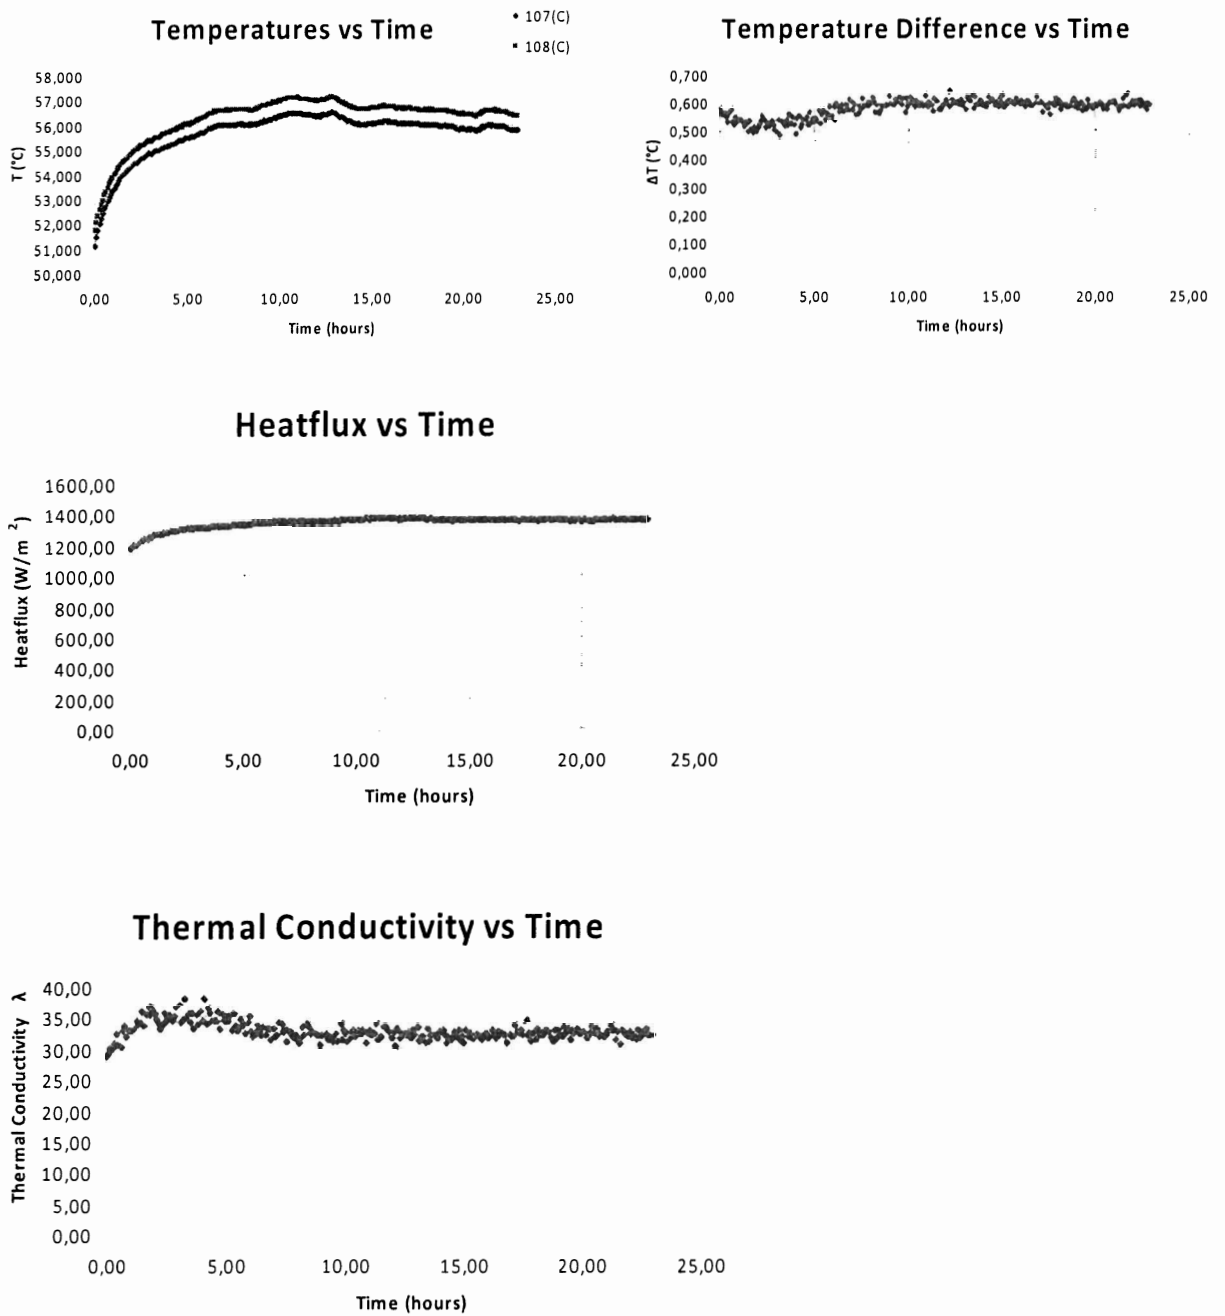 Temperatures vs Time
107(C)
108(C)
58,000
57,000
56,000
55,000
54,000
53,000
52,000
51,000
50,000
T (°C)
0,00 5,00 10,00 15,00 20,00 25,00
Time (hours)
Temperature Difference vs Time
0,700
0,600
0,500
0,400
0,300
0,200
0,100
0,000
ΔT (°C)
0,00 5,00 10,00 15,00 20,00 25,00
Time (hours)
Heatflux vs Time
1600,00
1400,00
1200,00
1000,00
800,00
600,00
400,00
200,00
0,00
Heatflux (W/m²)
0,00 5,00 10,00 15,00 20,00 25,00
Time (hours)
Thermal Conductivity vs Time
40,00
35,00
30,00
25,00
20,00
15,00
10,00
5,00
0,00
Thermal Conductivity λ
0,00 5,00 10,00 15,00 20,00 25,00
Time (hours)